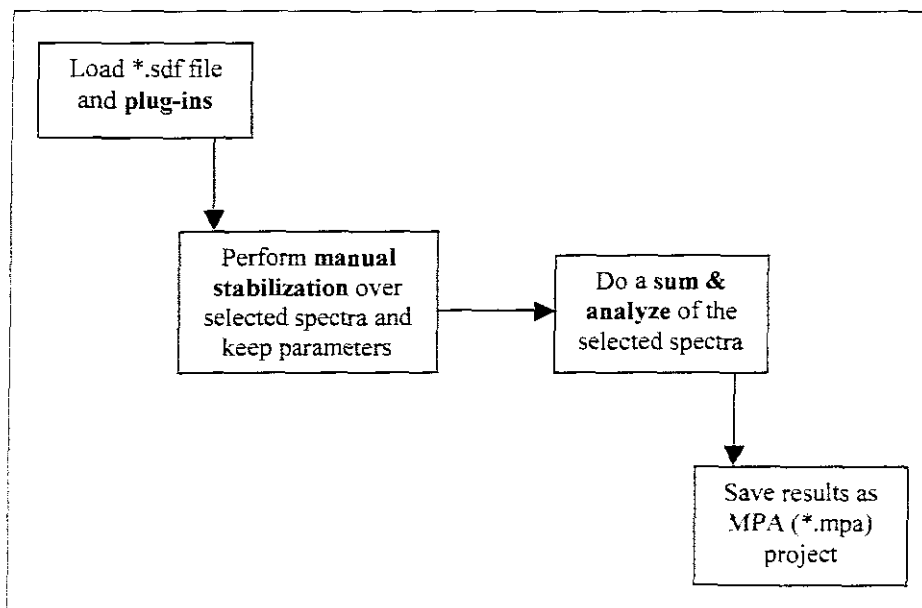 Load *.sdf file
and plug-ins
Perform manual
stabilization over
selected spectra and
keep parameters
Do a sum &
analyze of the
selected spectra
Save results as
MPA (*.mpa)
project